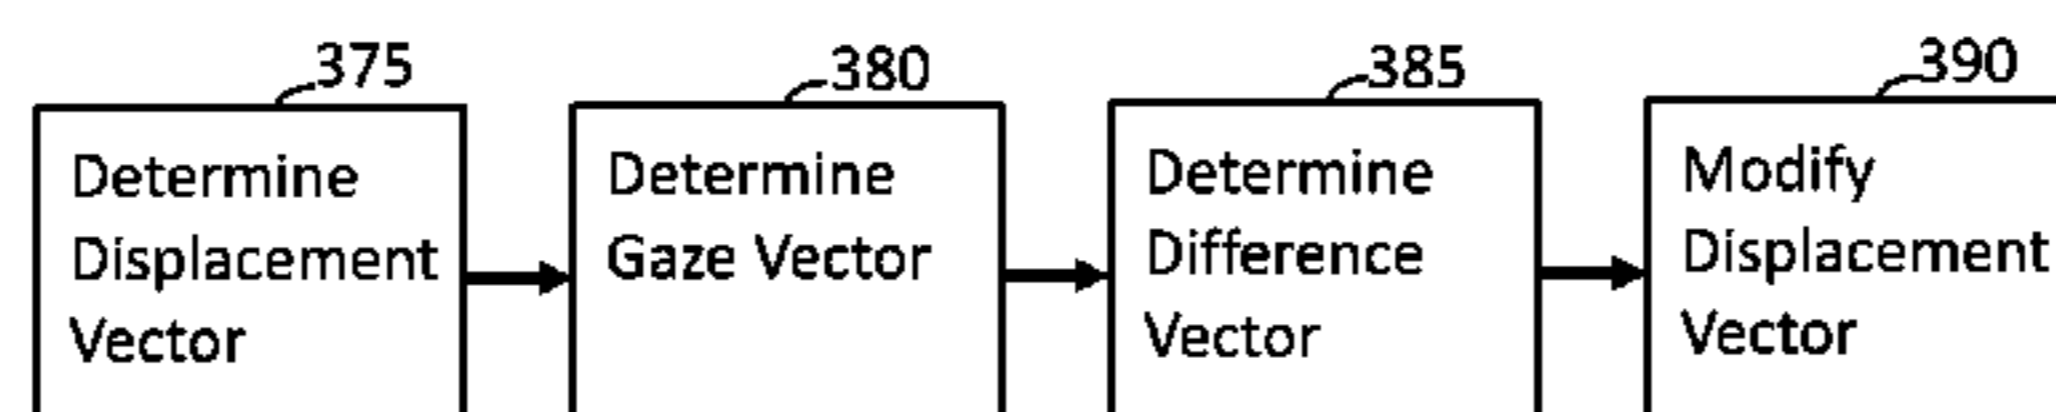 375
Determine
Displacement
Vector
380
Determine
Gaze Vector
385
Determine
Difference
Vector
390
Modify
Displacement
Vector